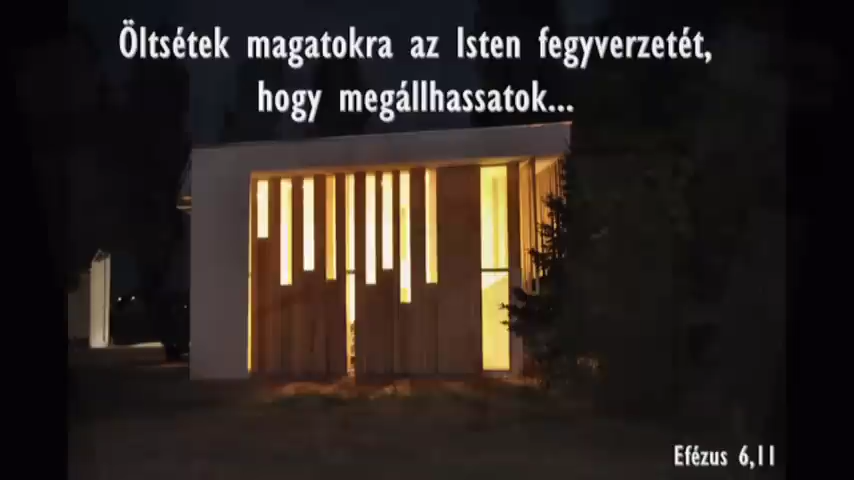 Öltsétek magatokra az Isten fegyverzetét,
hogy megállhassatok...
Efézus 6,11